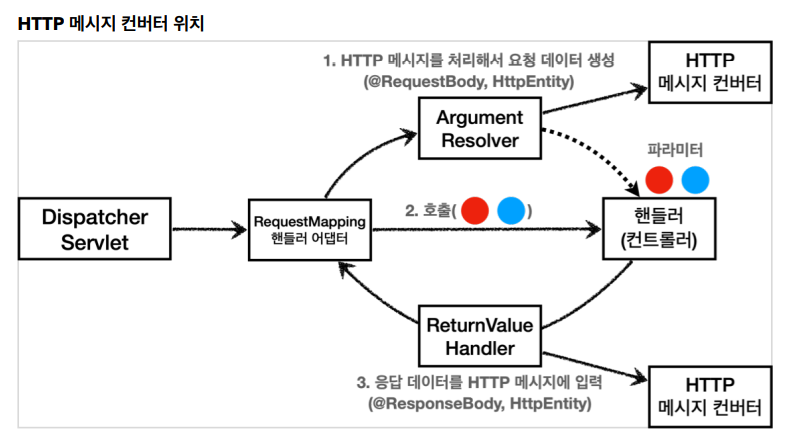 HTTP 메시지 컨버터 위치
1. HTTP 메시지를 처리해서 요청 데이터 생성
(@RequestBody, HttpEntity)
HTTP
메시지 컨버터
Argument
Resolver
파라미터
Dispatcher
Servlet
RequestMapping
핸들러 어댑터
2. 호출( )
핸들러
(컨트롤러)
ReturnValue
Handler
3. 응답 데이터를 HTTP 메시지에 입력
(@ResponseBody, HttpEntity)
HTTP
메시지 컨버터